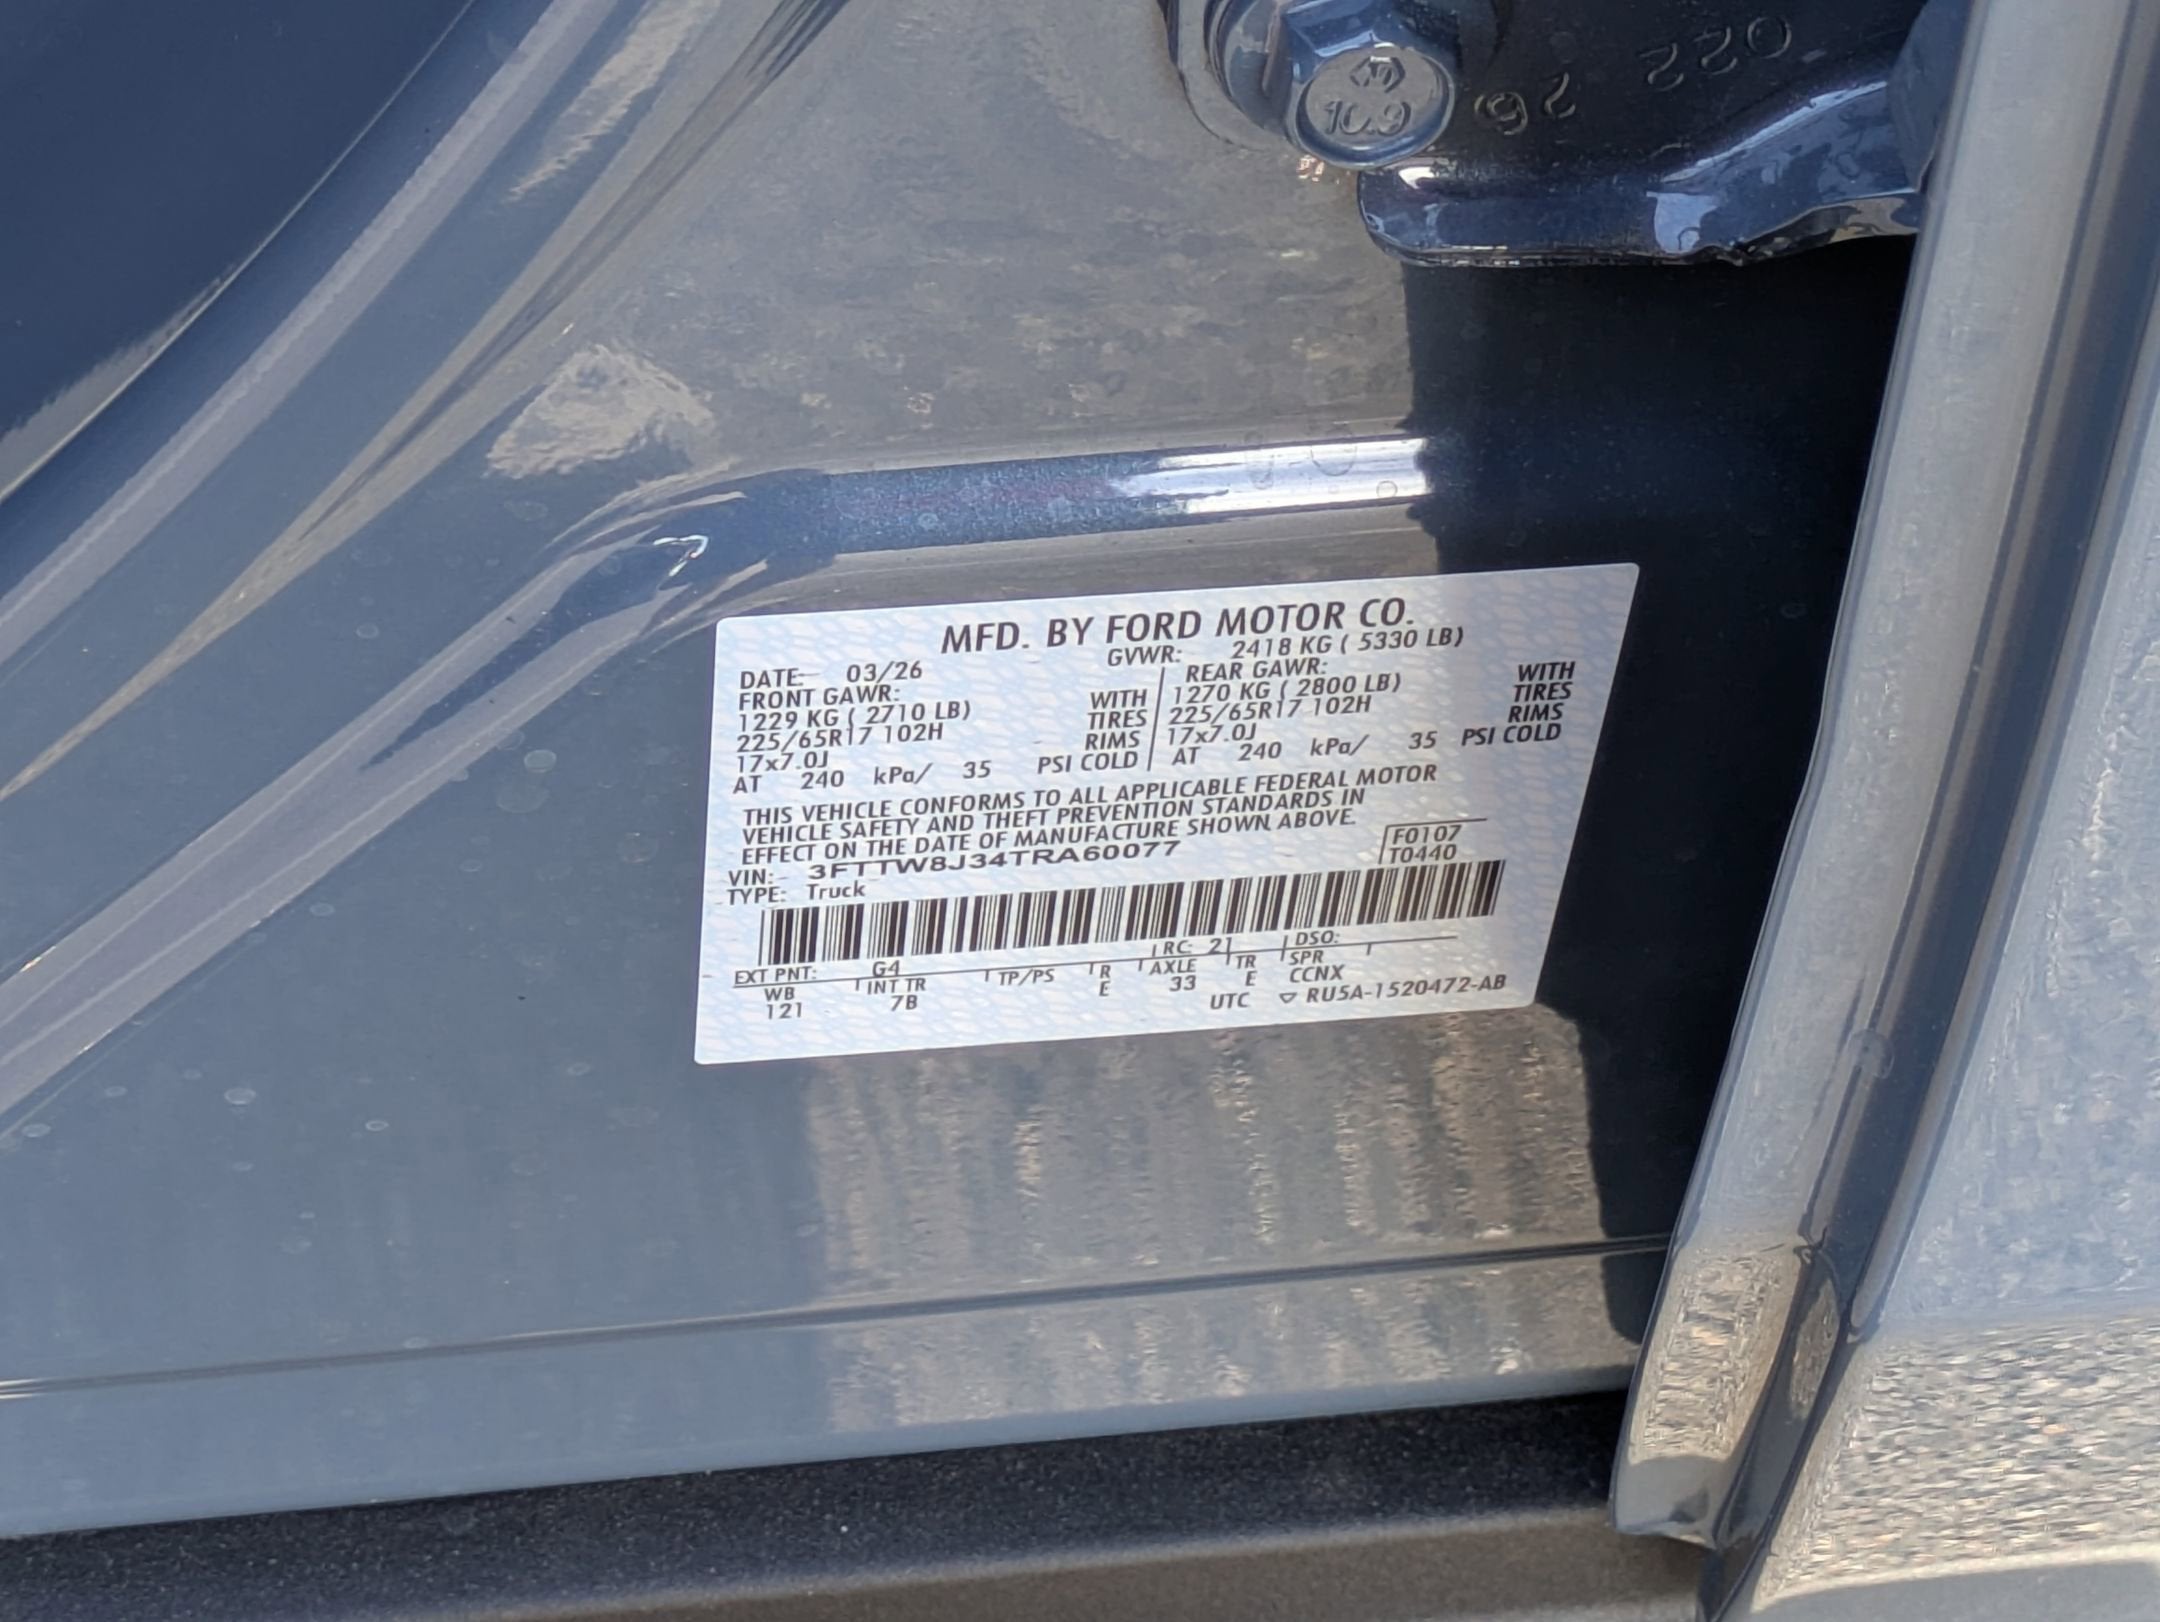 022
26
10.9
MFD. BY FORD MOTOR CO.
DATE: 03/26 GVWR: 2418 KG ( 5330 LB)
FRONT GAWR: REAR GAWR:
1229 KG ( 2710 LB) WITH 1270 KG ( 2800 LB) WITH
225/65R17 102H TIRES 225/65R17 102H TIRES
17x7.0J RIMS 17x7.0J RIMS
AT 240 kPa/ 35 PSI COLD AT 240 kPa/ 35 PSI COLD
THIS VEHICLE CONFORMS TO ALL APPLICABLE FEDERAL MOTOR
VEHICLE SAFETY AND THEFT PREVENTION STANDARDS IN
EFFECT ON THE DATE OF MANUFACTURE SHOWN ABOVE.
F0107
VIN: 3FTTW8J34TRA60077 T0440
TYPE: Truck
RC: 21 DSO:
EXT PNT: G4
WB INT TR TP/PS R AXLE TR SPR
121 7B E 33 E CCNX
UTC RU5A-1520472-AB